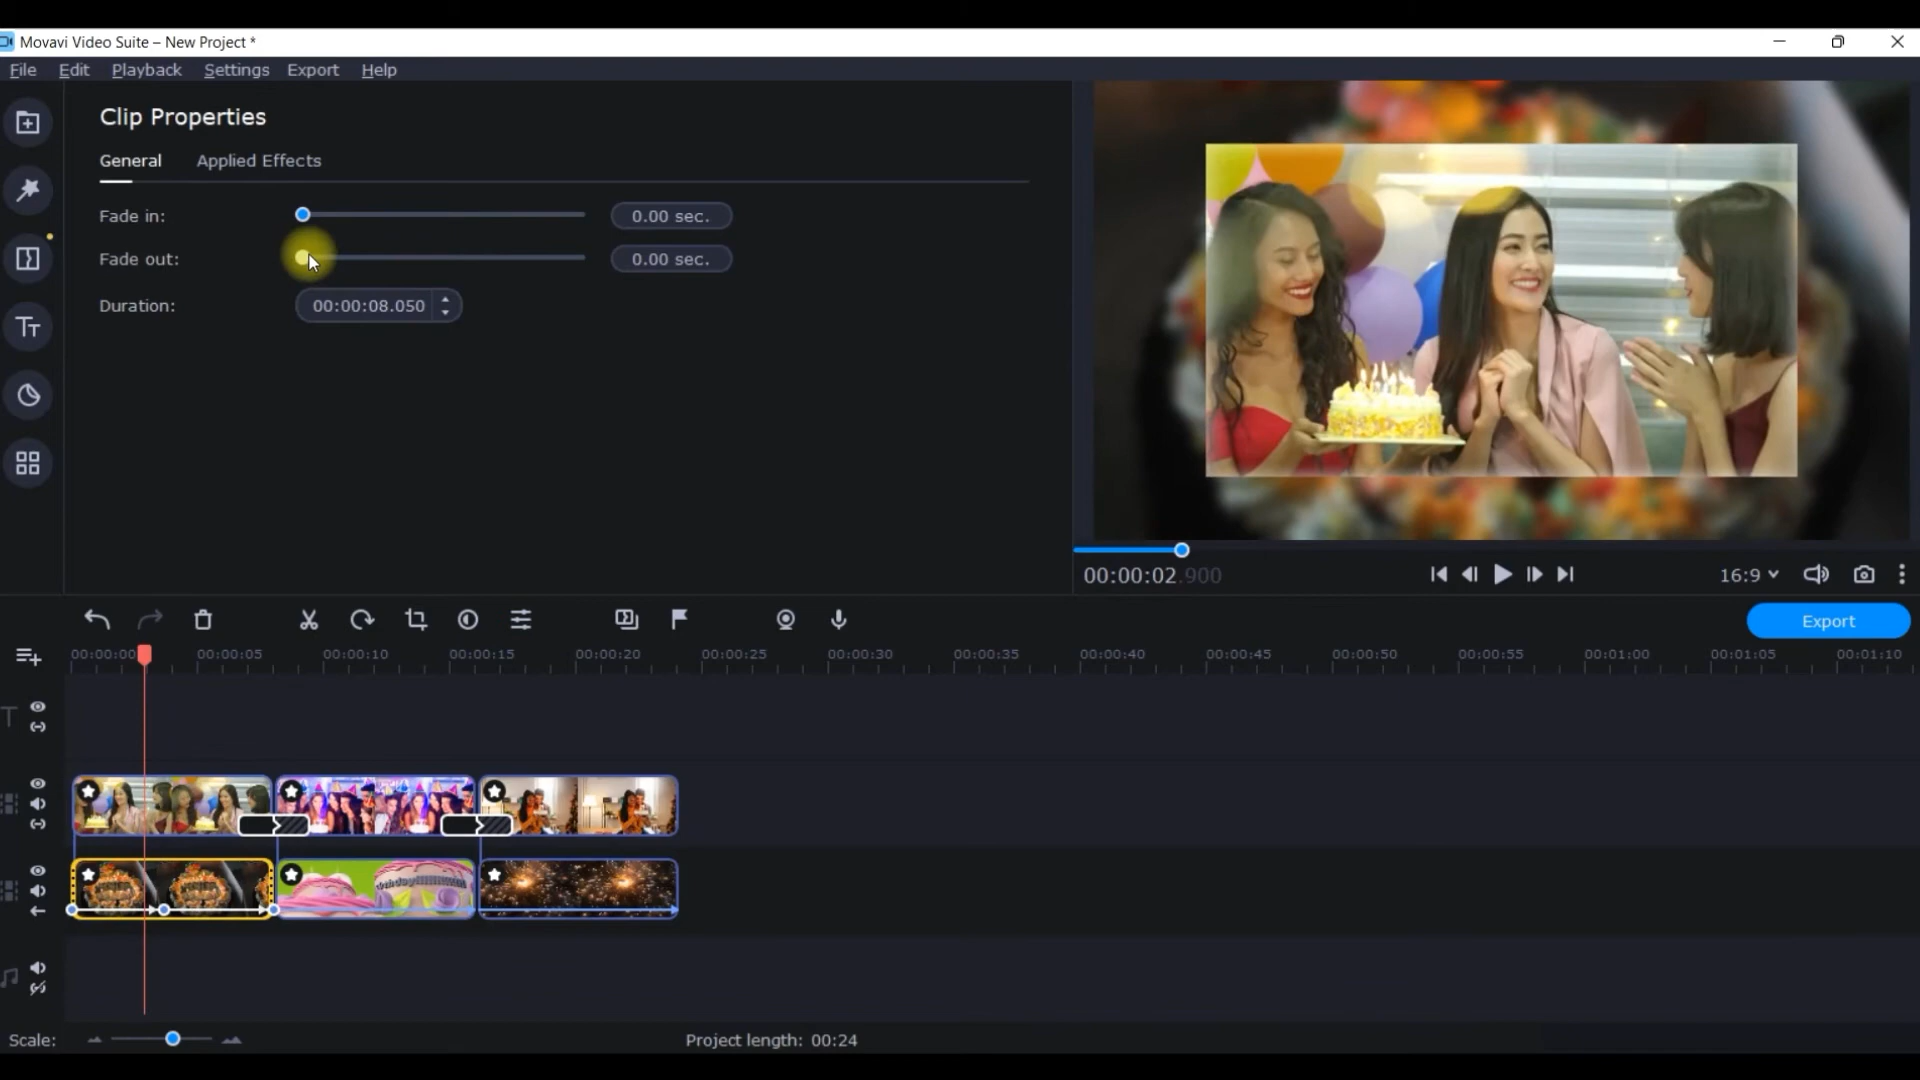 Movavi Video Suite – New Project *
File Edit Playback Settings Export Help
Clip Properties
General Applied Effects
Fade in: 0.00 sec.
Fade out: 0.00 sec.
Duration: 00:00:08.050
00:00:02.900
16:9
Export
00:00:00 00:00:05 00:00:10 00:00:15 00:00:20 00:00:25 00:00:30 00:00:35 00:00:40 00:00:45 00:00:50 00:00:55 00:01:00 00:01:05 00:01:10
Scale: Project length: 00:24